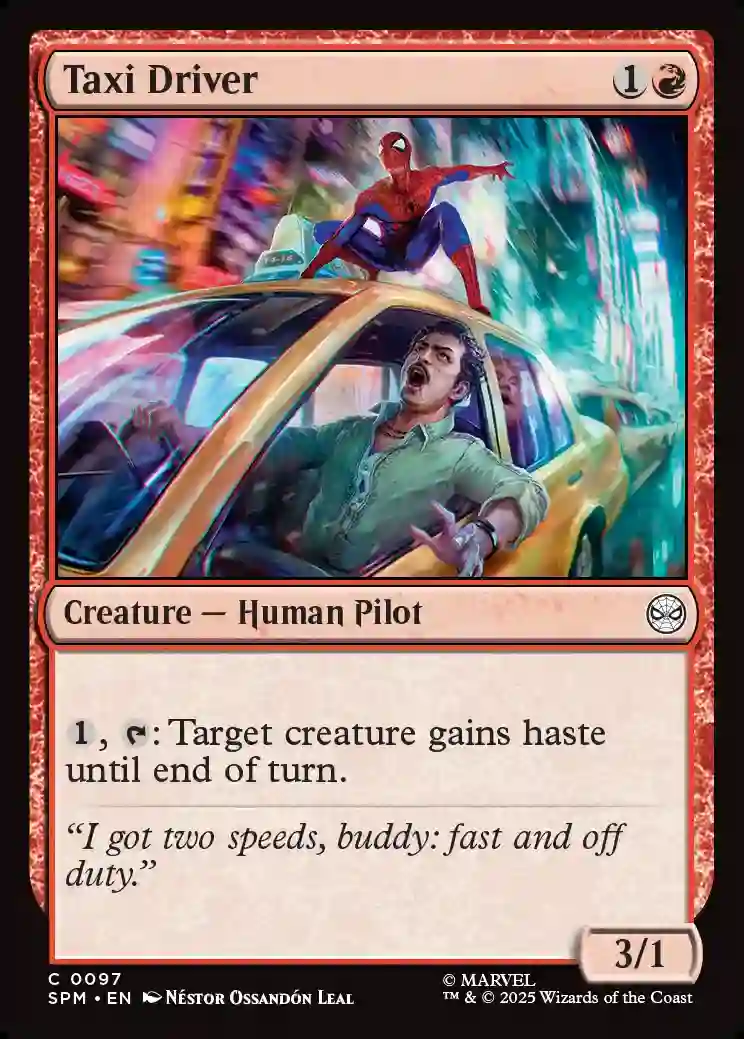 Taxi Driver 1
Creature — Human Pilot
1, : Target creature gains haste
until end of turn.
“I got two speeds, buddy: fast and off
duty.”
3/1
C 0097
SPM • EN Néstor Ossandón Leal
© MARVEL
™ & © 2025 Wizards of the Coast